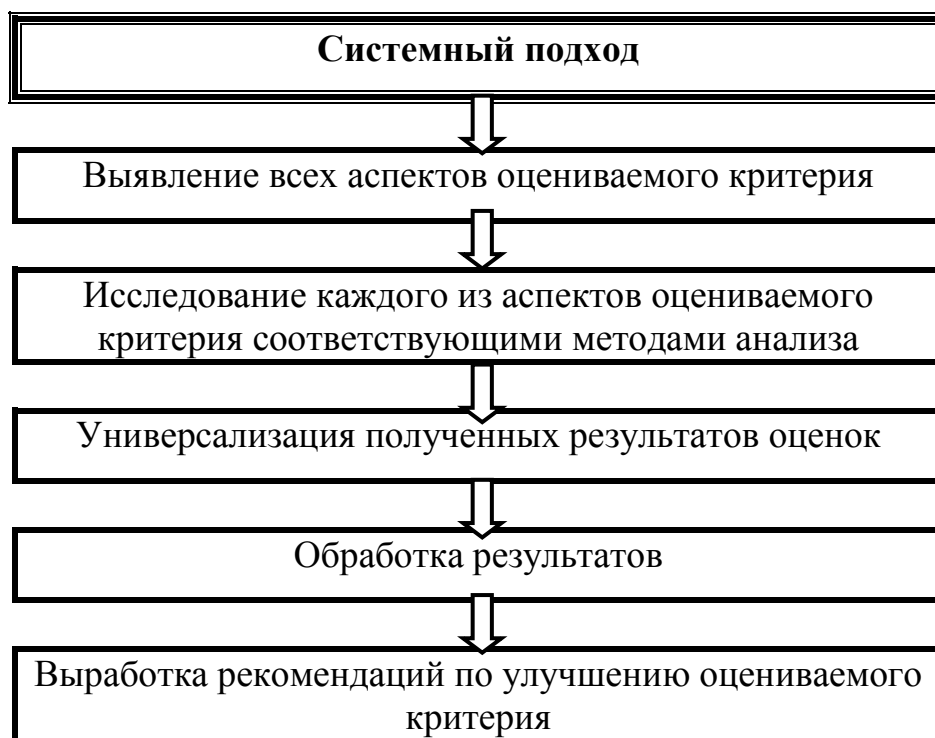 Системный подход
Выявление всех аспектов оцениваемого критерия
Исследование каждого из аспектов оцениваемого
критерия соответствующими методами анализа
Универсализация полученных результатов оценок
Обработка результатов
Выработка рекомендаций по улучшению оцениваемого
критерия